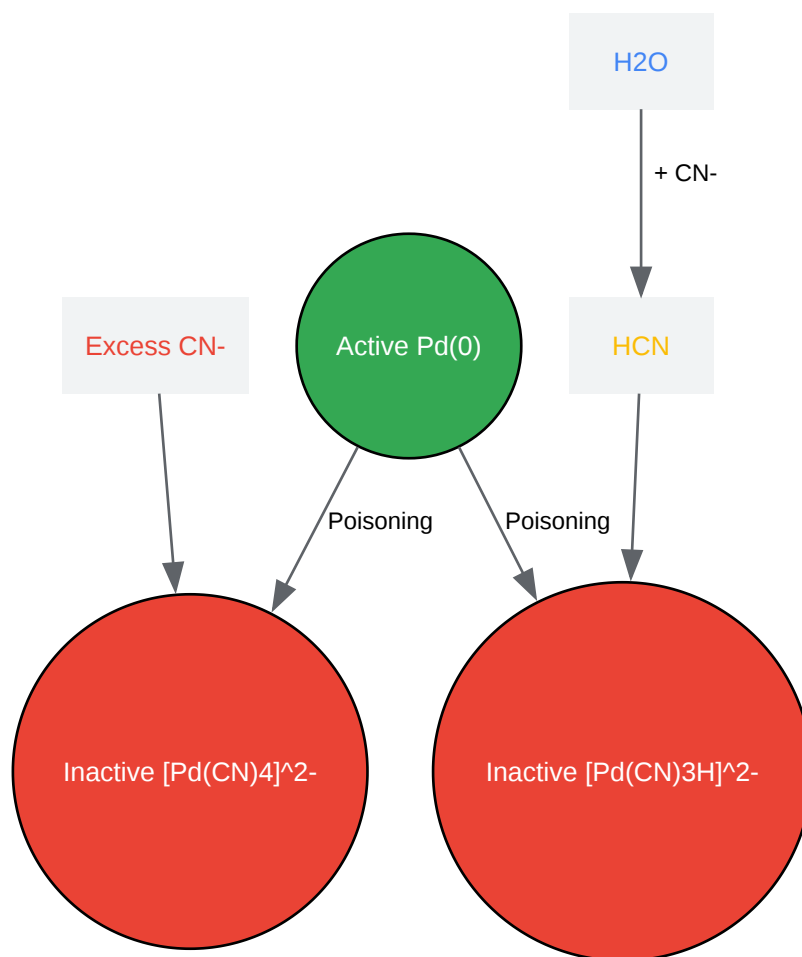 H2O
+ CN-
Excess CN-
Active Pd(0)
HCN
Poisoning
Poisoning
Inactive [Pd(CN)4]^2-
Inactive [Pd(CN)3H]^2-